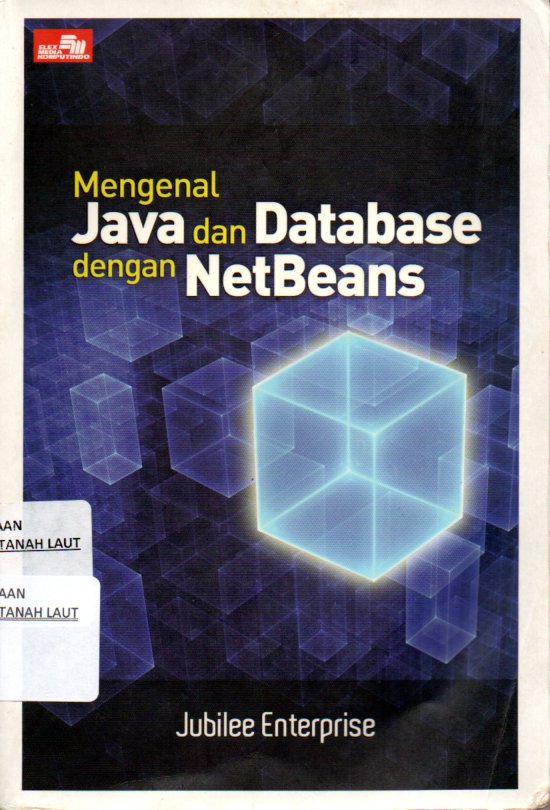 ELEX
MEDIA
KOMPUTINDO
Mengenal
Java dan Database
dengan NetBeans
AAN
TANAH LAUT
AAN
TANAH LAUT
Jubilee Enterprise